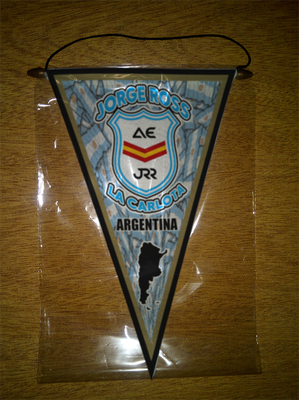 JORGE ROSS
AE
JRR
LA CARLOTA
ARGENTINA